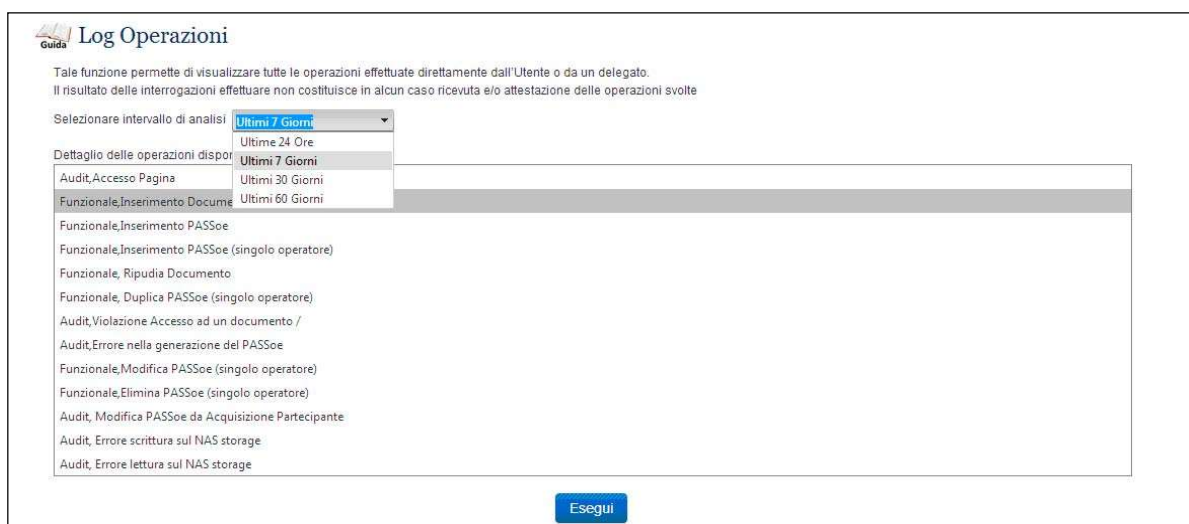 Guida
Log Operazioni
Tale funzione permette di visualizzare tutte le operazioni effettuate direttamente dall'Utente o da un delegato.
Il risultato delle interrogazioni effettuare non costituisce in alcun caso ricevuta e/o attestazione delle operazioni svolte
Selezionare intervallo di analisi Ultimi 7 Giorni
Ultime 24 Ore
Ultimi 7 Giorni
Ultimi 30 Giorni
Ultimi 60 Giorni
Dettaglio delle operazioni dispor
Audit,Accesso Pagina
Funzionale,Inserimento Docume
Funzionale,Inserimento PASSoe
Funzionale,Inserimento PASSoe (singolo operatore)
Funzionale, Ripudia Documento
Funzionale, Duplica PASSoe (singolo operatore)
Audit,Violazione Accesso ad un documento /
Audit,Errore nella generazione del PASSoe
Funzionale,Modifica PASSoe (singolo operatore)
Funzionale,Elimina PASSoe (singolo operatore)
Audit, Modifica PASSoe da Acquisizione Partecipante
Audit, Errore scrittura sul NAS storage
Audit, Errore lettura sul NAS storage
Esegui